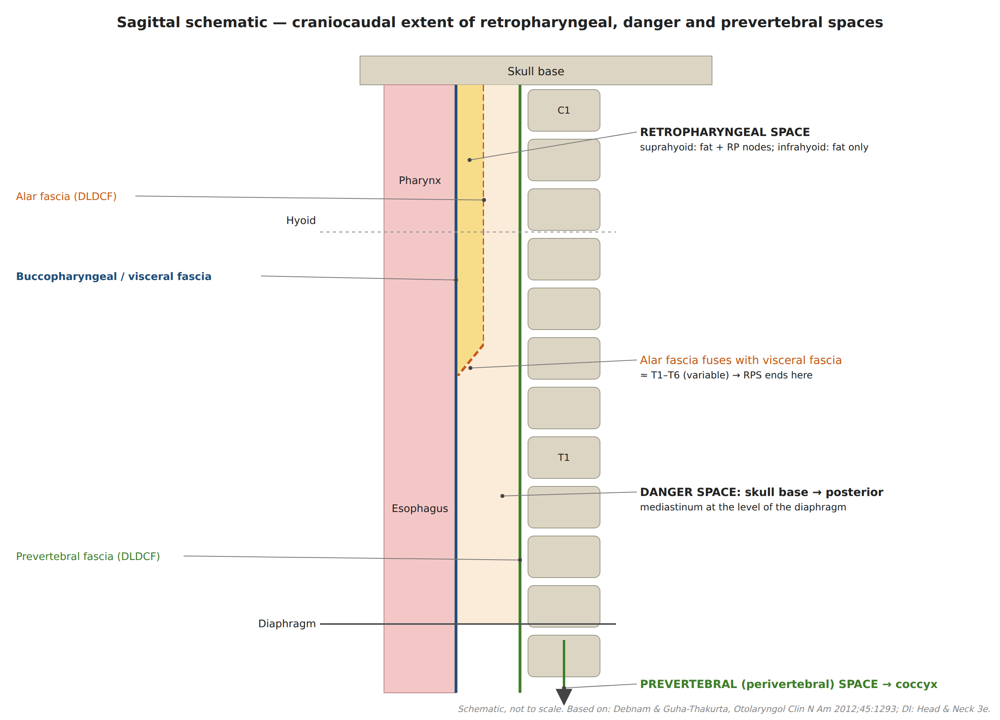 Sagittal schematic — craniocaudal extent of retropharyngeal, danger and prevertebral spaces
Skull base
C1
RETROPHARYNGEAL SPACE
suprahyoid: fat + RP nodes; infrahyoid: fat only
Pharynx
Alar fascia (DLDCF)
Hyoid
Buccopharyngeal / visceral fascia
Alar fascia fuses with visceral fascia
≈ T1–T6 (variable) → RPS ends here
T1
DANGER SPACE: skull base → posterior
mediastinum at the level of the diaphragm
Esophagus
Prevertebral fascia (DLDCF)
Diaphragm
PREVERTEBRAL (perivertebral) SPACE → coccyx
Schematic, not to scale. Based on: Debnam & Guha-Thakurta, Otolaryngol Clin N Am 2012;45:1293; DI: Head & Neck 3e.